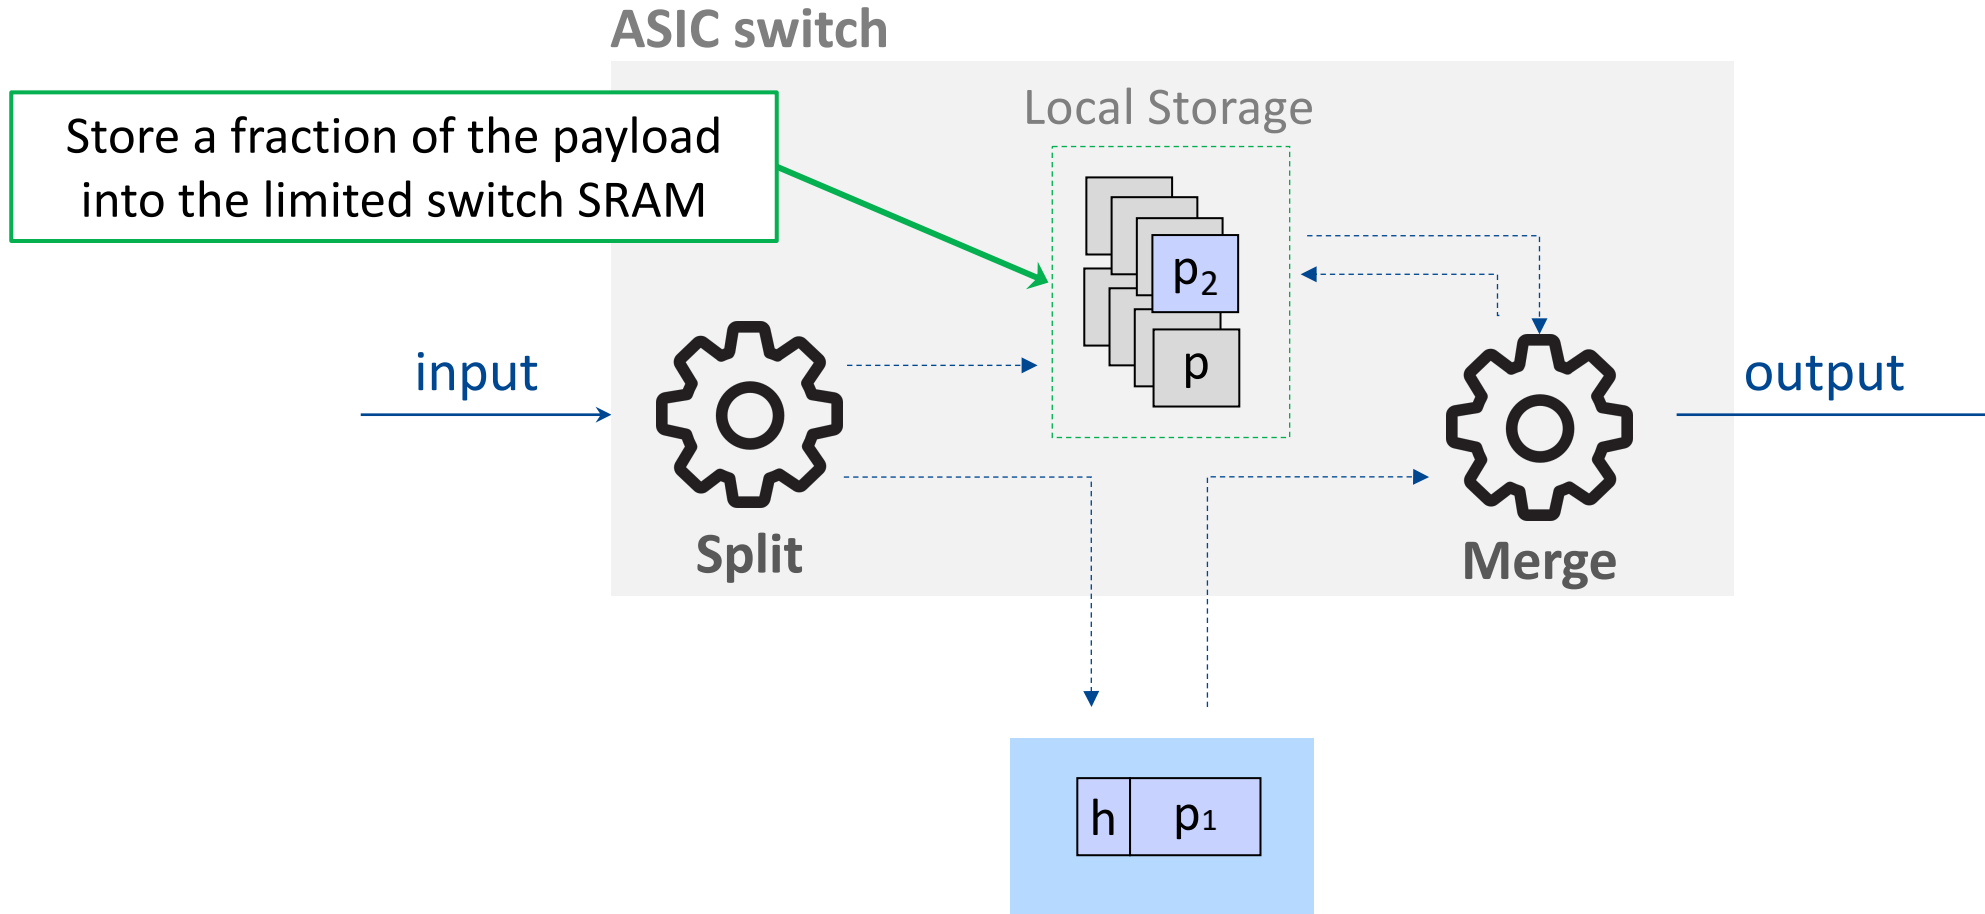 ASIC switch
Store a fraction of the payload
into the limited switch SRAM
Local Storage
p2
p
input
output
Split
Merge
h p1